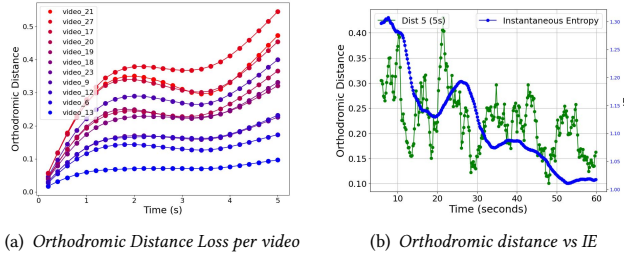 Orthodromic Distance
0.5
0.4
0.3
0.2
0.1
0.0
video_21
video_27
video_17
video_20
video_19
video_18
video_23
video_9
video_12
video_6
video_13
0
1
2
3
4
5
Time (s)
(a) Orthodromic Distance Loss per video
Orthodromic Distance
0.40
0.35
0.30
0.25
0.20
0.15
0.10
Dist 5 (5s)
Instantaneous Entropy
1.30
1.25
1.20
1.15
1.10
1.05
1.00
10
20
30
40
50
60
Time (seconds)
(b) Orthodromic distance vs IE